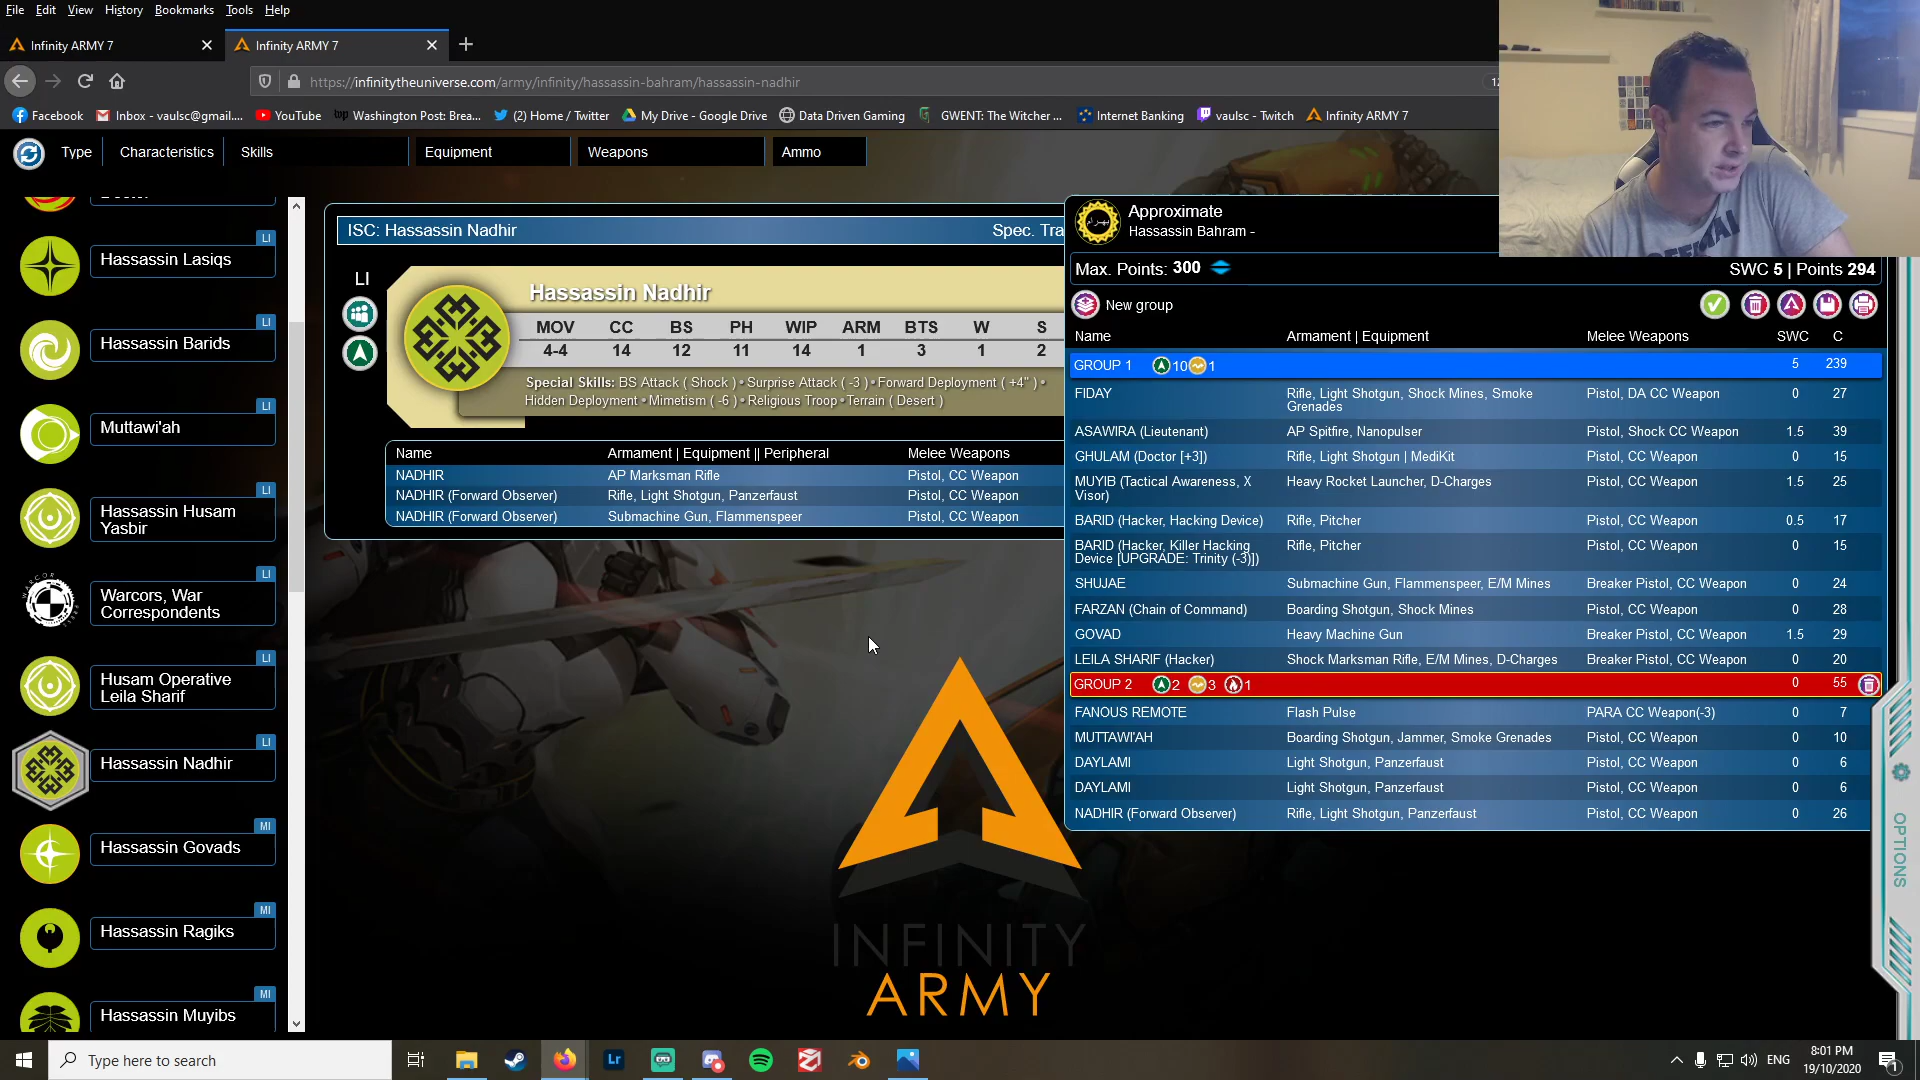 File Edit View History Bookmarks Tools Help
Infinity ARMY 7
Infinity ARMY 7
https://infinitytheuniverse.com/army/infinity/hassassin-bahram/hassassin-nadhir
Facebook Inbox - vaulsc@gmail.... YouTube Washington Post: Brea... (2) Home / Twitter My Drive - Google Drive Data Driven Gaming GWENT: The Witcher ... Internet Banking vaulsc - Twitch Infinity ARMY 7
Type Characteristics Skills Equipment Weapons Ammo
LI
Hassassin Lasiqs
LI
Hassassin Barids
LI
Muttawi'ah
LI
Hassassin Husam
Yasbir
LI
Warcors, War
Correspondents
LI
Husam Operative
Leila Sharif
LI
Hassassin Nadhir
MI
Hassassin Govads
MI
Hassassin Ragiks
MI
Hassassin Muyibs
ISC: Hassassin Nadhir Spec. Tra
LI
Hassassin Nadhir
MOV CC BS PH WIP ARM BTS W S
4-4 14 12 11 14 1 3 1 2
Special Skills: BS Attack ( Shock ) • Surprise Attack ( -3 ) • Forward Deployment ( +4" ) •
Hidden Deployment • Mimetism ( -6 ) • Religious Troop • Terrain ( Desert )
Name Armament | Equipment || Peripheral Melee Weapons
NADHIR AP Marksman Rifle Pistol, CC Weapon
NADHIR (Forward Observer) Rifle, Light Shotgun, Panzerfaust Pistol, CC Weapon
NADHIR (Forward Observer) Submachine Gun, Flammenspeer Pistol, CC Weapon
INFINITY
ARMY
Approximate
Hassassin Bahram -
Max. Points: 300 SWC 5 | Points 294
New group
Name Armament | Equipment Melee Weapons SWC C
GROUP 1 10 1 5 239
FIDAY Rifle, Light Shotgun, Shock Mines, Smoke Grenades Pistol, DA CC Weapon 0 27
ASAWIRA (Lieutenant) AP Spitfire, Nanopulser Pistol, Shock CC Weapon 1.5 39
GHULAM (Doctor [+3]) Rifle, Light Shotgun | MediKit Pistol, CC Weapon 0 15
MUYIB (Tactical Awareness, X Visor) Heavy Rocket Launcher, D-Charges Pistol, CC Weapon 1.5 25
BARID (Hacker, Hacking Device) Rifle, Pitcher Pistol, CC Weapon 0.5 17
BARID (Hacker, Killer Hacking Device [UPGRADE: Trinity (-3)]) Rifle, Pitcher Pistol, CC Weapon 0 15
SHUJAE Submachine Gun, Flammenspeer, E/M Mines Breaker Pistol, CC Weapon 0 24
FARZAN (Chain of Command) Boarding Shotgun, Shock Mines Pistol, CC Weapon 0 28
GOVAD Heavy Machine Gun Breaker Pistol, CC Weapon 1.5 29
LEILA SHARIF (Hacker) Shock Marksman Rifle, E/M Mines, D-Charges Breaker Pistol, CC Weapon 0 20
GROUP 2 2 3 1 0 55
FANOUS REMOTE Flash Pulse PARA CC Weapon(-3) 0 7
MUTTAWI'AH Boarding Shotgun, Jammer, Smoke Grenades Pistol, CC Weapon 0 10
DAYLAMI Light Shotgun, Panzerfaust Pistol, CC Weapon 0 6
DAYLAMI Light Shotgun, Panzerfaust Pistol, CC Weapon 0 6
NADHIR (Forward Observer) Rifle, Light Shotgun, Panzerfaust Pistol, CC Weapon 0 26
OPTIONS
Type here to search
Lr
ENG
8:01 PM
19/10/2020
1